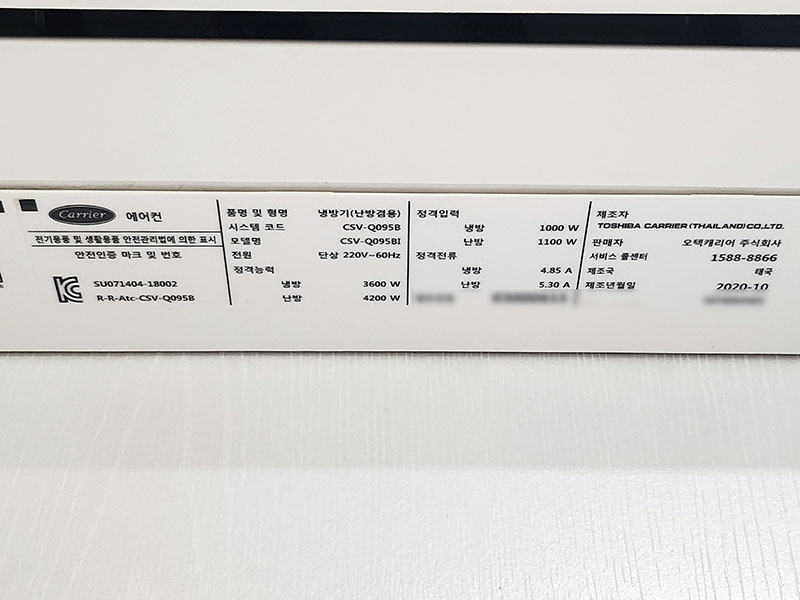 Carrier 에어컨
전기용품 및 생활용품 안전관리법에 의한 표시
안전인증 마크 및 번호
SU071404-18002
R-R-Atc-CSV-Q095B
품명 및 형명 냉방기(난방겸용)
시스템 코드 CSV-Q095B
모델명 CSV-Q095BI
전원 단상 220V~60Hz
정격능력
냉방 3600 W
난방 4200 W
정격입력
냉방 1000 W
난방 1100 W
정격전류
냉방 4.85 A
난방 5.30 A
제조자
TOSHIBA CARRIER (THAILAND) CO.,LTD.
판매자 오텍캐리어 주식회사
서비스 콜센터 1588-8866
제조국 태국
제조년월일 2020-10